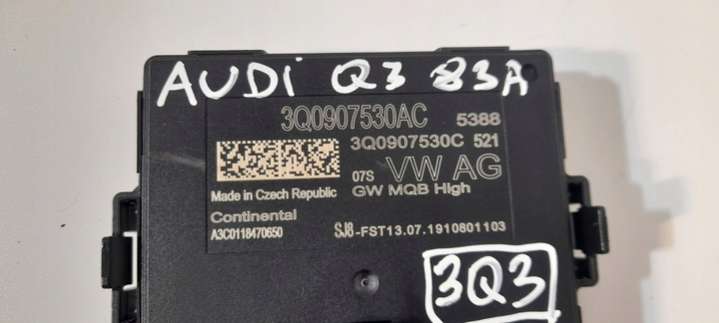 AUDi Q3 83A
3Q0907530AC 5388
3Q0907530C 521
07S VW AG
Made in Czech Republic GW MQB High
Continental
A3C0118470650 SJ8-FST13.07.1910801103
3Q3